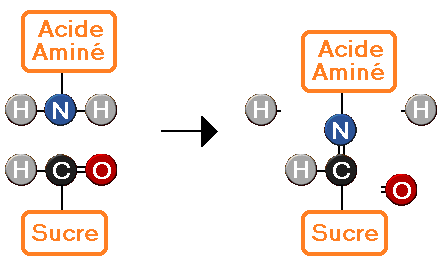 Acide
Aminé
H N H
H C O
Sucre
Acide
Aminé
H H
N
H C
O
Sucre